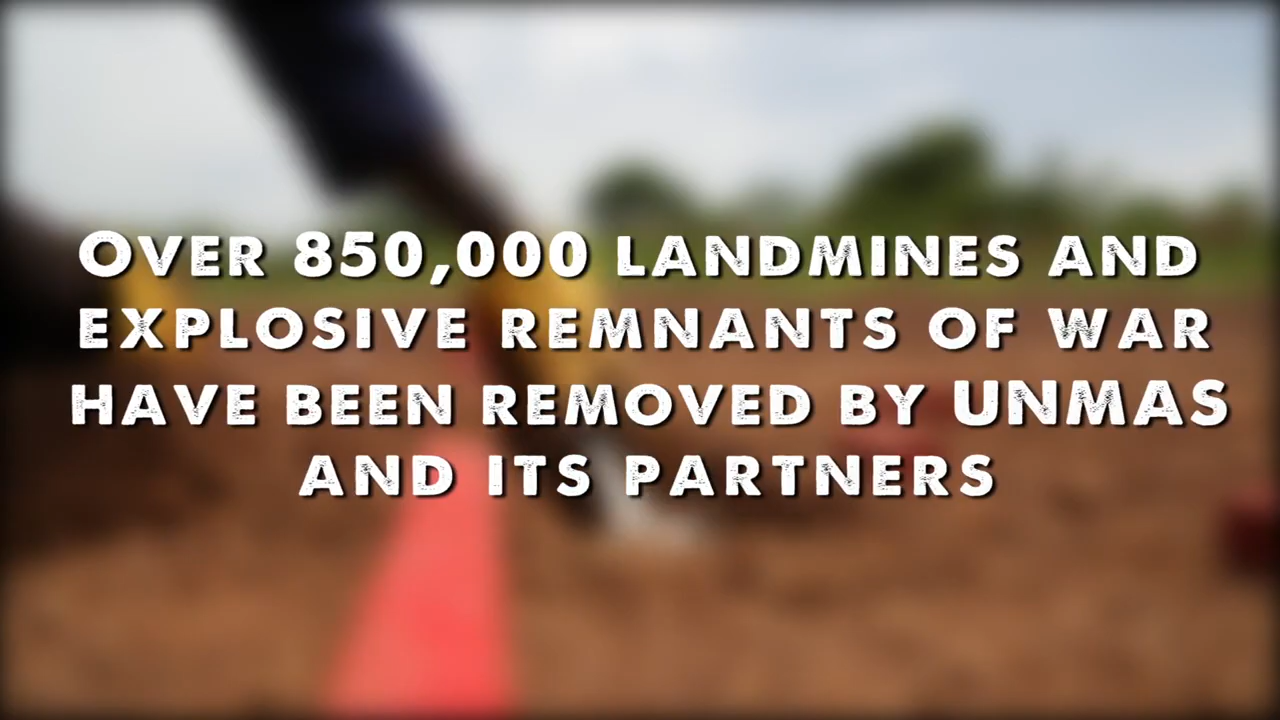 Over 850,000 landmines and
explosive remnants of war
have been removed by UNMAS
and its partners